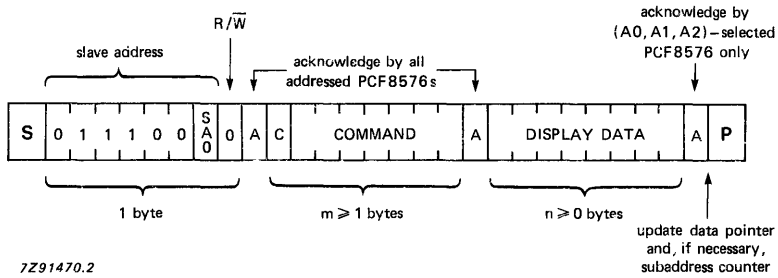 acknowledge by
(A0, A1, A2)–selected
PCF8576 only
R/W̅
slave address
acknowledge by all
addressed PCF8576s
S 0 1 1 1 0 0 SA0 0 A C COMMAND A DISPLAY DATA A P
1 byte
m ⩾ 1 bytes
n ⩾ 0 bytes
update data pointer
and, if necessary,
subaddress counter
7Z91470.2